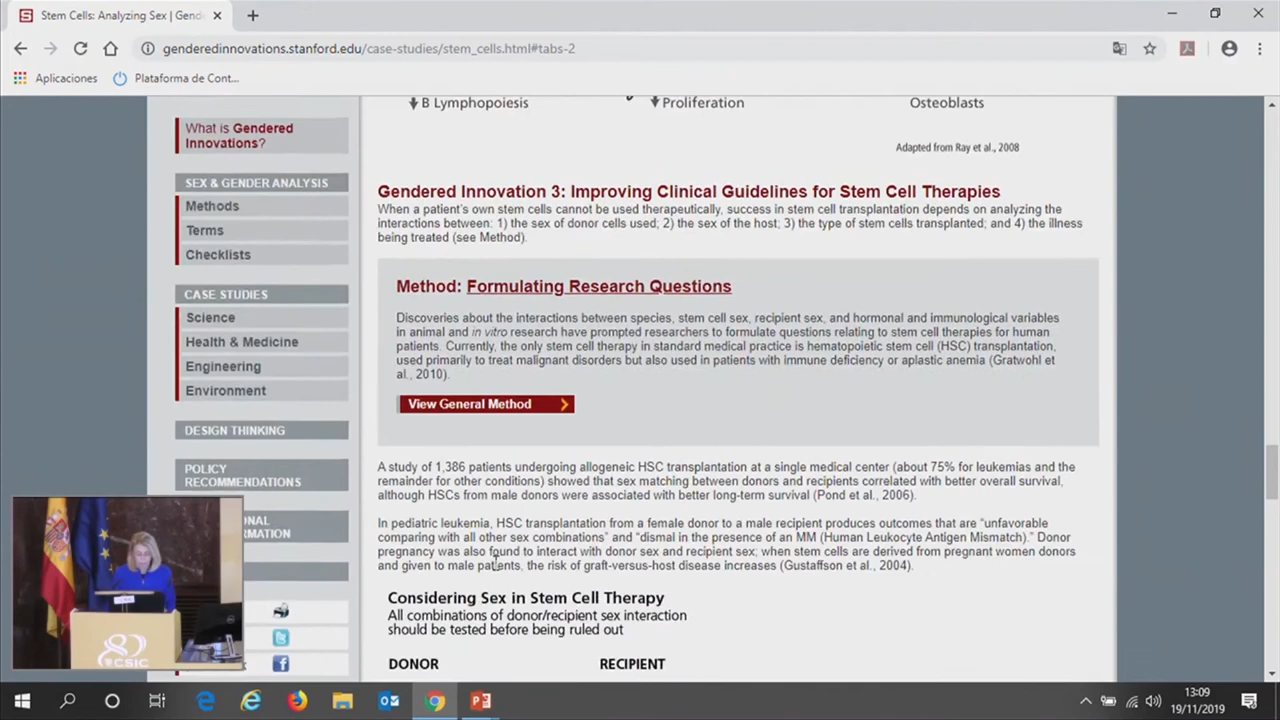 Stem Cells: Analyzing Sex | Gend
genderedinnovations.stanford.edu/case-studies/stem_cells.html#tabs-2
Aplicaciones
Plataforma de Cont...
B Lymphopoiesis
Proliferation
Osteoblasts
Adapted from Ray et al., 2008
What is Gendered
Innovations?
SEX & GENDER ANALYSIS
Methods
Terms
Checklists
CASE STUDIES
Science
Health & Medicine
Engineering
Environment
DESIGN THINKING
POLICY
RECOMMENDATIONS
ONAL
RMATION
Gendered Innovation 3: Improving Clinical Guidelines for Stem Cell Therapies
When a patient's own stem cells cannot be used therapeutically, success in stem cell transplantation depends on analyzing the
interactions between: 1) the sex of donor cells used; 2) the sex of the host; 3) the type of stem cells transplanted; and 4) the illness
being treated (see Method).
Method: Formulating Research Questions
Discoveries about the interactions between species, stem cell sex, recipient sex, and hormonal and immunological variables
in animal and in vitro research have prompted researchers to formulate questions relating to stem cell therapies for human
patients. Currently, the only stem cell therapy in standard medical practice is hematopoietic stem cell (HSC) transplantation,
used primarily to treat malignant disorders but also used in patients with immune deficiency or aplastic anemia (Gratwohl et
al., 2010).
View General Method
A study of 1,386 patients undergoing allogeneic HSC transplantation at a single medical center (about 75% for leukemias and the
remainder for other conditions) showed that sex matching between donors and recipients correlated with better overall survival,
although HSCs from male donors were associated with better long-term survival (Pond et al., 2006).
In pediatric leukemia, HSC transplantation from a female donor to a male recipient produces outcomes that are “unfavorable
comparing with all other sex combinations” and “dismal in the presence of an MM (Human Leukocyte Antigen Mismatch).” Donor
pregnancy was also found to interact with donor sex and recipient sex; when stem cells are derived from pregnant women donors
and given to male patients, the risk of graft-versus-host disease increases (Gustaffson et al., 2004).
Considering Sex in Stem Cell Therapy
All combinations of donor/recipient sex interaction
should be tested before being ruled out
DONOR
RECIPIENT
CSIC
13:09
19/11/2019